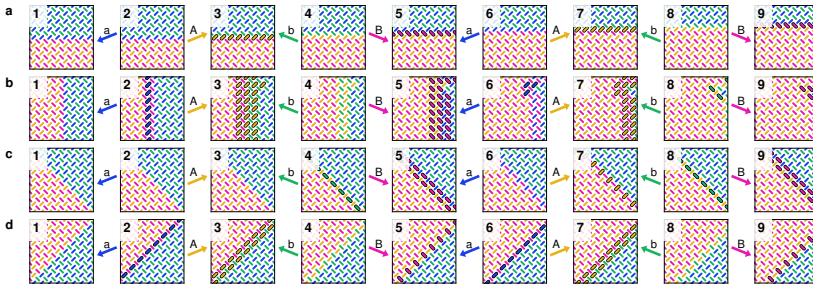 a 1 2 3 4 5 6 7 8 9
a A b B a A b B
b 1 2 3 4 5 6 7 8 9
a A b B a A b B
c 1 2 3 4 5 6 7 8 9
a A b B a A b B
d 1 2 3 4 5 6 7 8 9
a A b B a A b B